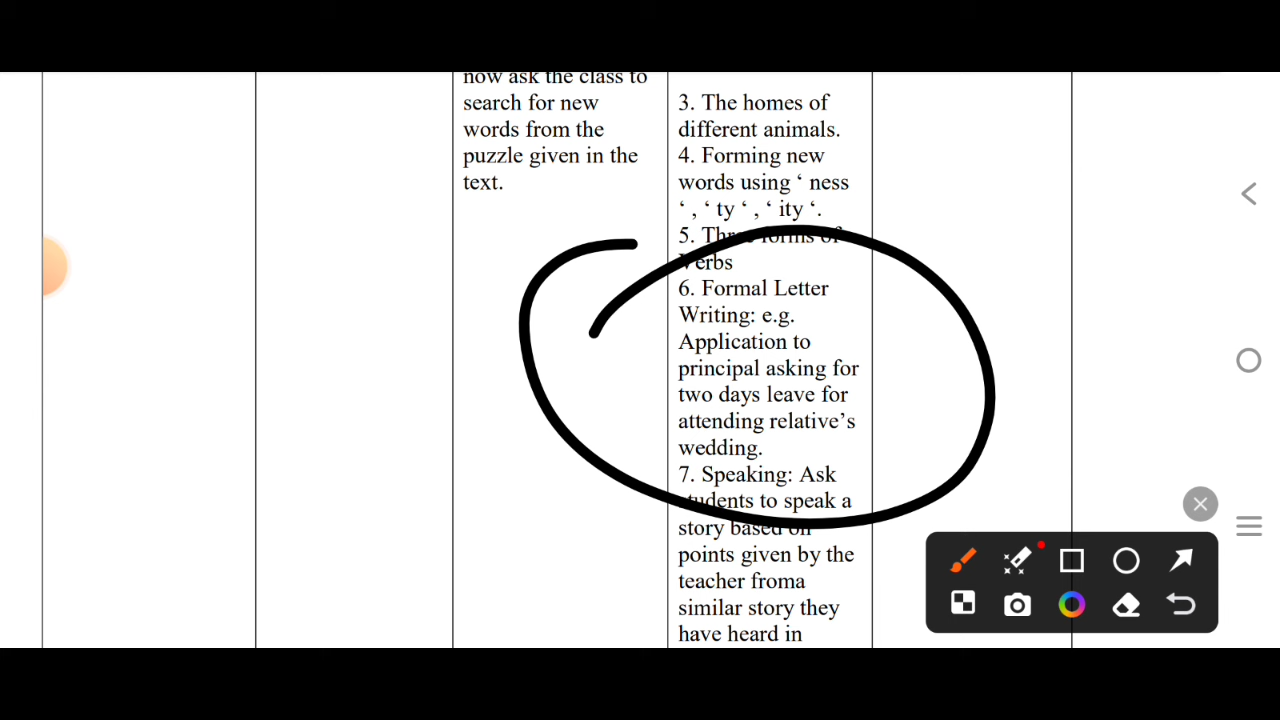 now ask the class to
search for new
words from the
puzzle given in the
text.
3. The homes of
different animals.
4. Forming new
words using ‘ ness
‘ , ‘ ty ‘ , ‘ ity ‘.
5. Three forms of
Verbs
6. Formal Letter
Writing: e.g.
Application to
principal asking for
two days leave for
attending relative’s
wedding.
7. Speaking: Ask
students to speak a
story based on
points given by the
teacher froma
similar story they
have heard in